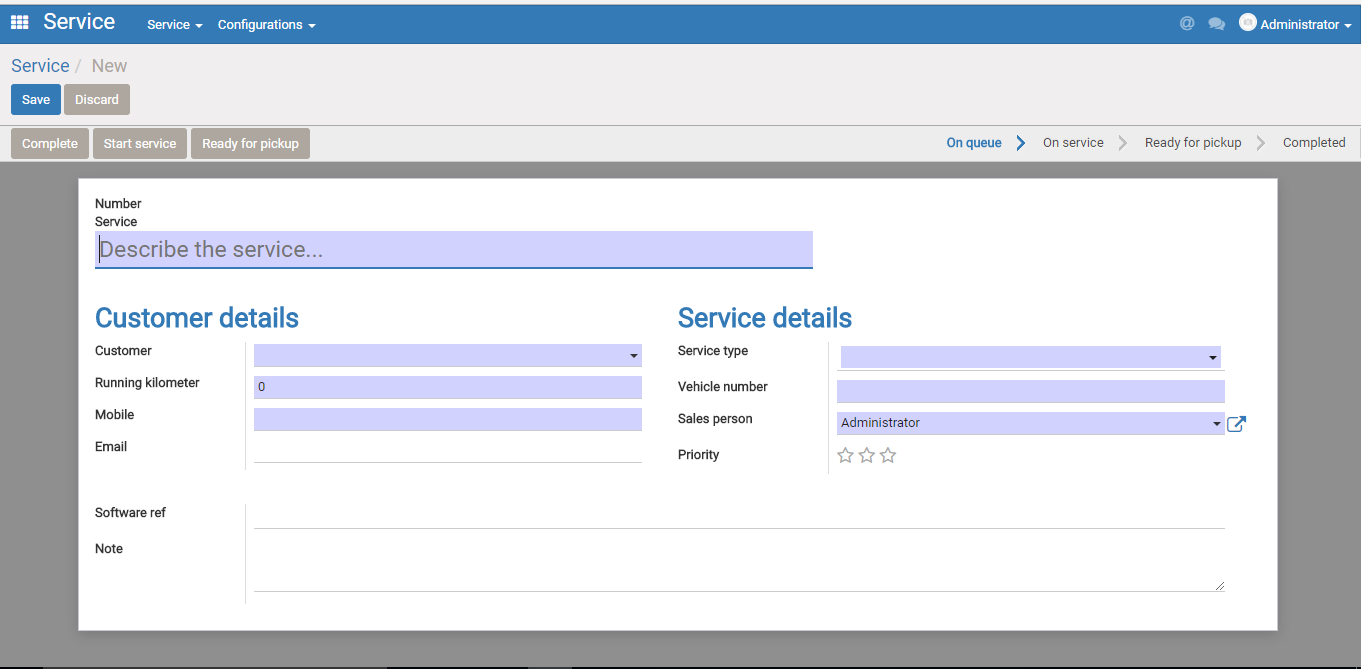 Service Service Configurations @ Administrator
Service / New
Save Discard
Complete Start service Ready for pickup On queue On service Ready for pickup Completed
Number
Service
Describe the service...
Customer details
Customer
Running kilometer 0
Mobile
Email
Service details
Service type
Vehicle number
Sales person Administrator
Priority
Software ref
Note